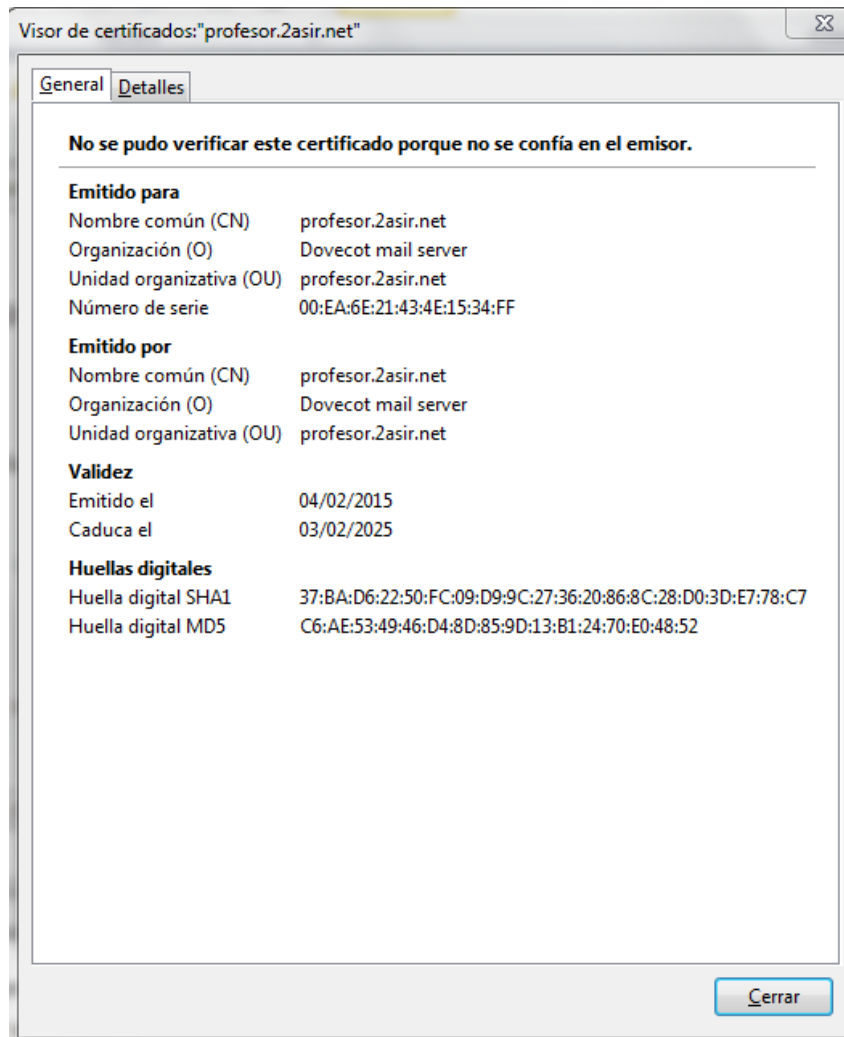 Visor de certificados:"profesor.2asir.net"
General Detalles
No se pudo verificar este certificado porque no se confía en el emisor.
Emitido para
Nombre común (CN) profesor.2asir.net
Organización (O) Dovecot mail server
Unidad organizativa (OU) profesor.2asir.net
Número de serie 00:EA:6E:21:43:4E:15:34:FF
Emitido por
Nombre común (CN) profesor.2asir.net
Organización (O) Dovecot mail server
Unidad organizativa (OU) profesor.2asir.net
Validez
Emitido el 04/02/2015
Caduca el 03/02/2025
Huellas digitales
Huella digital SHA1 37:BA:D6:22:50:FC:09:D9:9C:27:36:20:86:8C:28:D0:3D:E7:78:C7
Huella digital MD5 C6:AE:53:49:46:D4:8D:85:9D:13:B1:24:70:E0:48:52
Cerrar